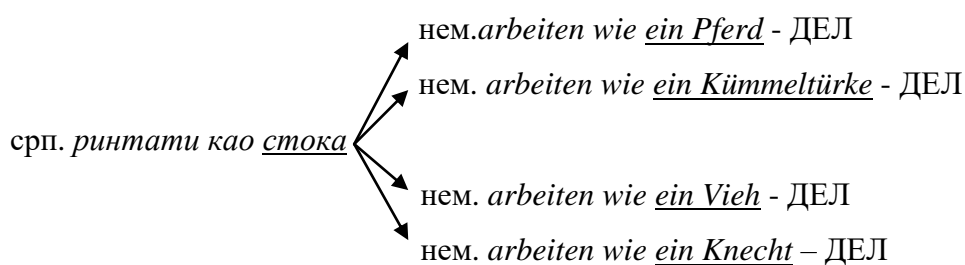 нем.arbeiten wie ein Pferd - ДЕЛ
нем. arbeiten wie ein Kümmeltürke - ДЕЛ
срп. ринтати као стока
нем. arbeiten wie ein Vieh - ДЕЛ
нем. arbeiten wie ein Knecht – ДЕЛ